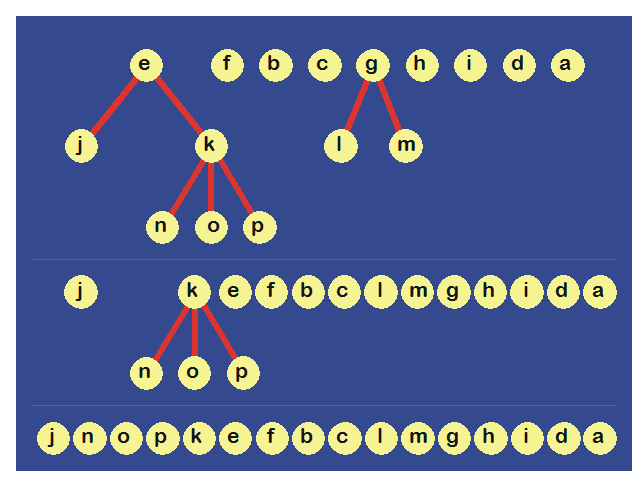 e f b c g h i d a
j k l m
n o p
j k e f b c l m g h i d a
n o p
j n o p k e f b c l m g h i d a